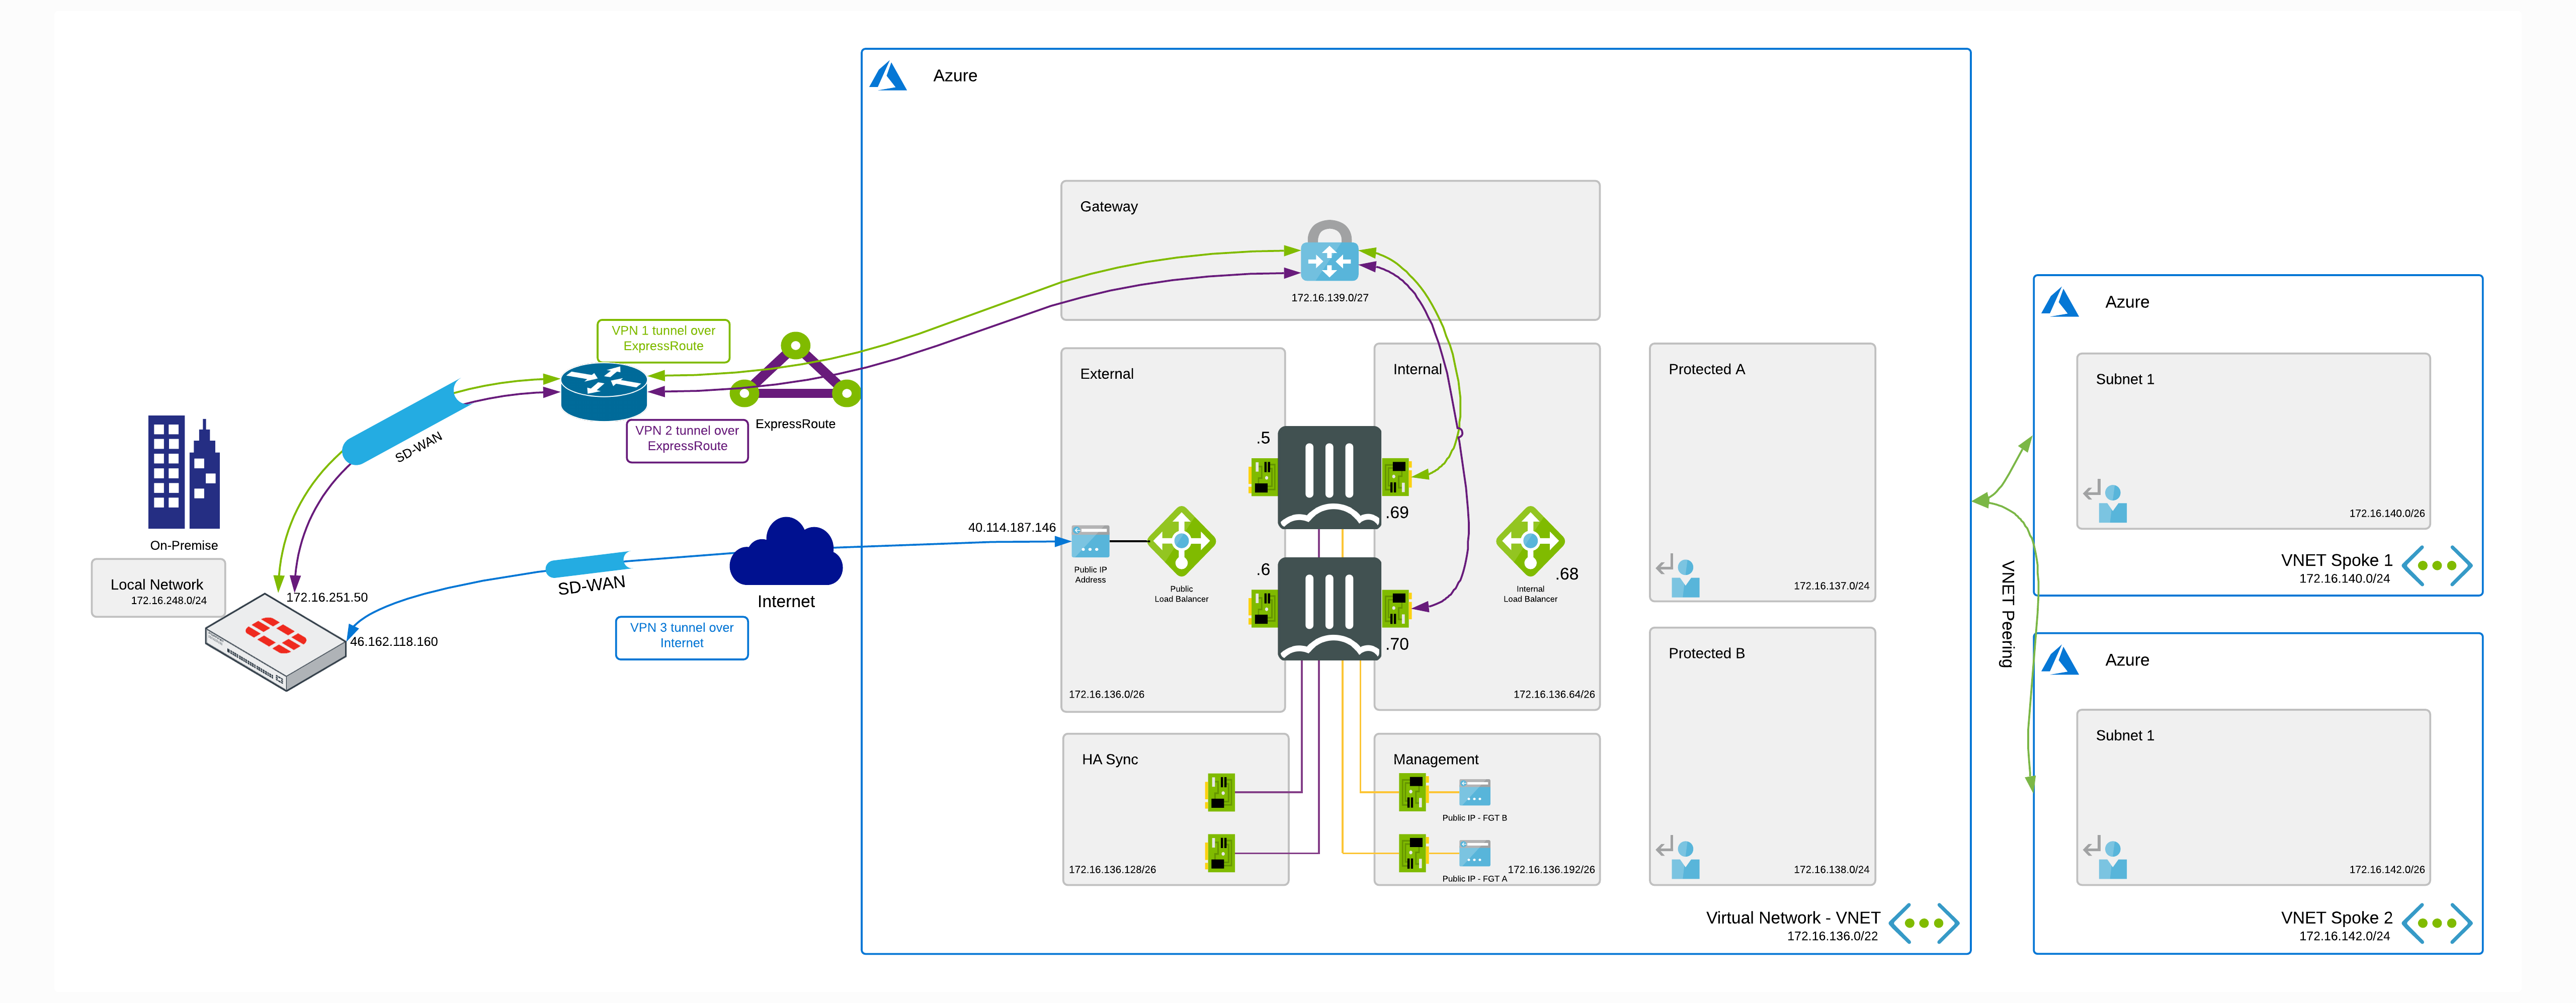 Azure
Gateway
172.16.139.0/27
VPN 1 tunnel over
ExpressRoute
VPN 2 tunnel over
ExpressRoute
ExpressRoute
SD-WAN
On-Premise
Local Network
172.16.248.0/24
172.16.251.50
46.162.118.160
SD-WAN
Internet
VPN 3 tunnel over
Internet
40.114.187.146
External
Public IP
Address
Public
Load Balancer
172.16.136.0/26
.5
.69
.6
.70
Internal
.68
Internal
Load Balancer
172.16.136.64/26
HA Sync
172.16.136.128/26
Management
Public IP - FGT B
Public IP - FGT A
172.16.136.192/26
Protected A
172.16.137.0/24
Protected B
172.16.138.0/24
Virtual Network - VNET
172.16.136.0/22
VNET Peering
Azure
Subnet 1
172.16.140.0/26
VNET Spoke 1
172.16.140.0/24
Azure
Subnet 1
172.16.142.0/26
VNET Spoke 2
172.16.142.0/24